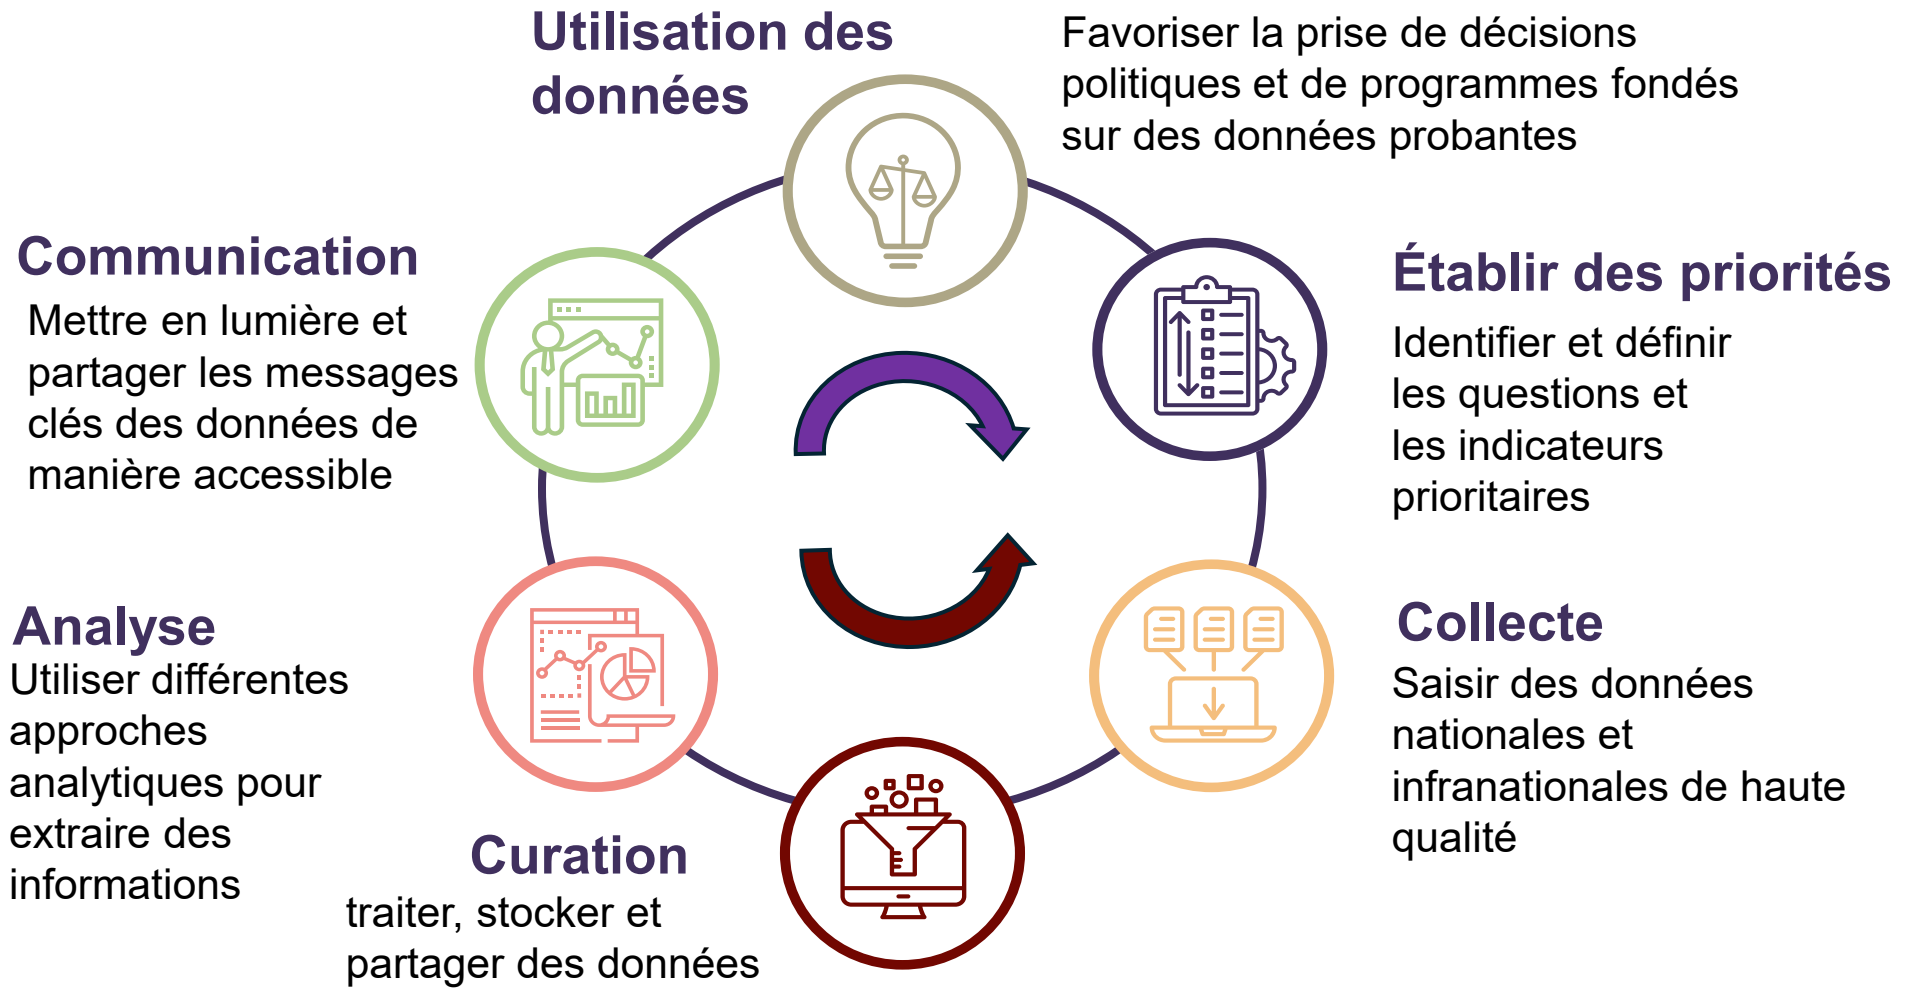 Utilisation des
données
Favoriser la prise de décisions
politiques et de programmes fondés
sur des données probantes
Établir des priorités
Identifier et définir
les questions et
les indicateurs
prioritaires
Collecte
Saisir des données
nationales et
infranationales de haute
qualité
Curation
traiter, stocker et
partager des données
Analyse
Utiliser différentes
approches
analytiques pour
extraire des
informations
Communication
Mettre en lumière et
partager les messages
clés des données de
manière accessible